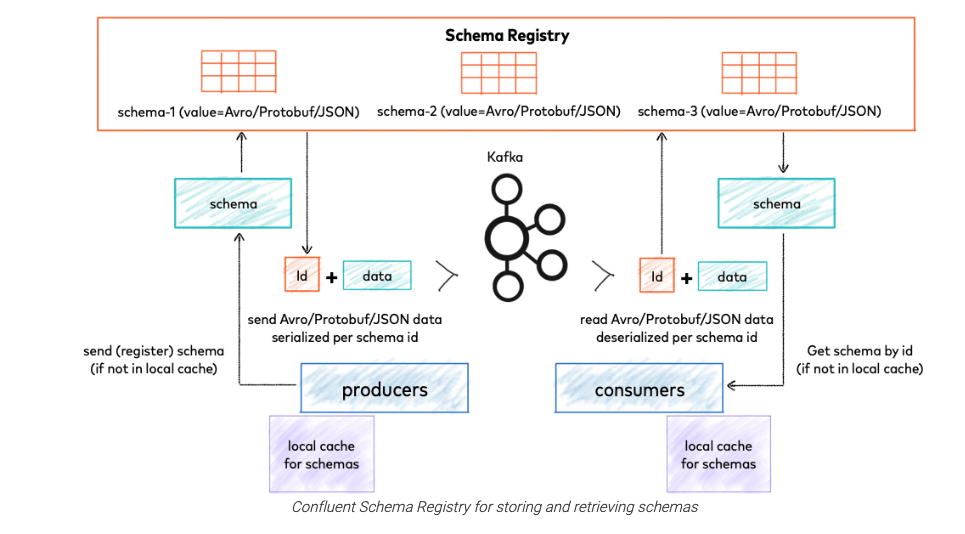 Schema Registry
schema-1 (value=Avro/Protobuf/JSON)
schema-2 (value=Avro/Protobuf/JSON)
schema-3 (value=Avro/Protobuf/JSON)
Kafka
schema
schema
Id
+
data
Id
+
data
send Avro/Protobuf/JSON data
serialized per schema id
read Avro/Protobuf/JSON data
deserialized per schema id
send (register) schema
(if not in local cache)
Get schema by id
(if not in local cache)
producers
consumers
local cache
for schemas
local cache
for schemas
Confluent Schema Registry for storing and retrieving schemas